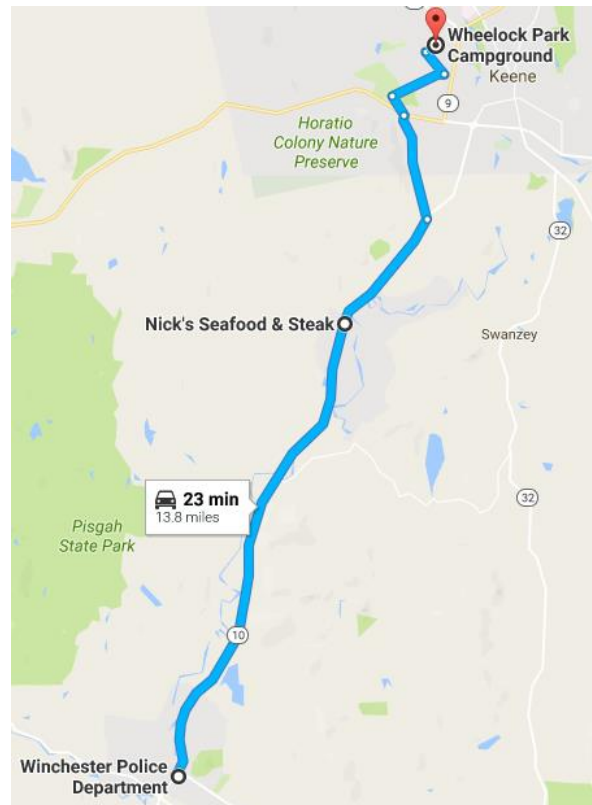 Wheelock Park
Campground
Keene
9
Horatio
Colony Nature
Preserve
32
Nick's Seafood & Steak
Swanzey
23 min
13.8 miles
32
Pisgah
State Park
10
Winchester Police
Department